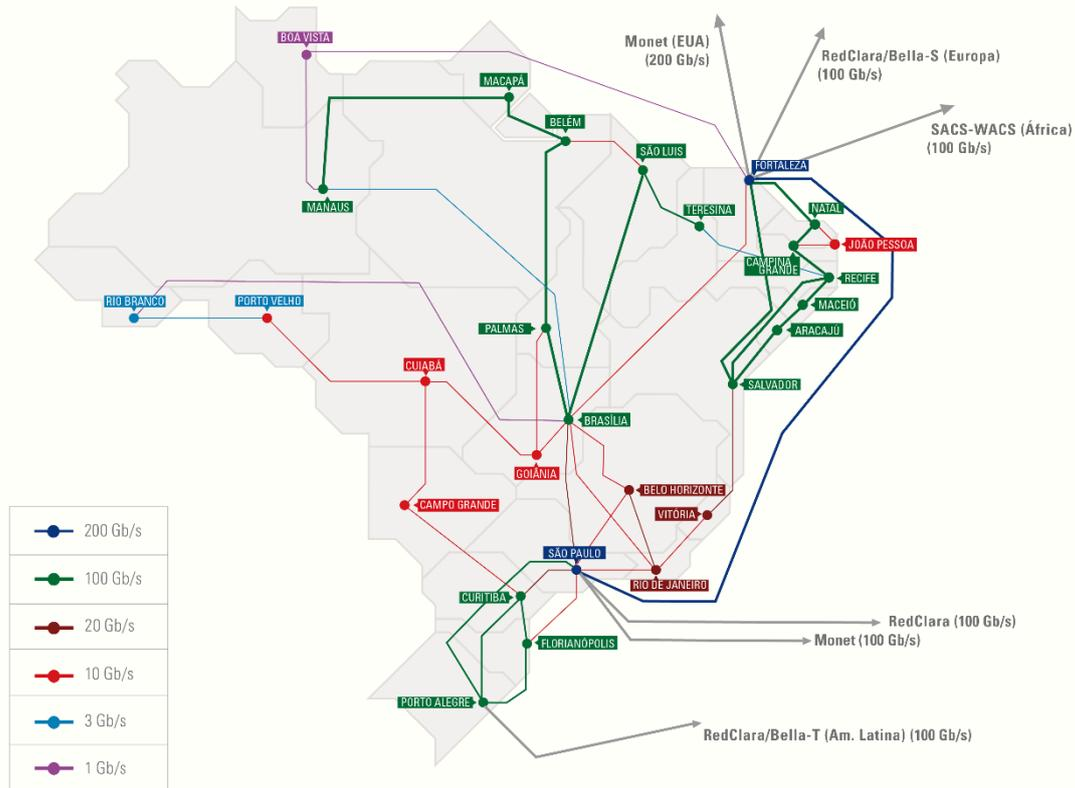 BOA VISTA
Monet (EUA)
(200 Gb/s)
RedClara/Bella-S (Europa)
(100 Gb/s)
MACAPÁ
SACS-WACS (África)
(100 Gb/s)
BELÉM
SÃO LUIS
FORTALEZA
MANAUS
TERESINA
NATAL
JOÃO PESSOA
CAMPINA
GRANDE
RECIFE
RIO BRANCO
PORTO VELHO
MACEIÓ
PALMAS
ARACAJÚ
CUIABÁ
SALVADOR
BRASÍLIA
GOIÂNIA
BELO HORIZONTE
CAMPO GRANDE
VITÓRIA
200 Gb/s
SÃO PAULO
100 Gb/s
RIO DE JANEIRO
CURITIBA
20 Gb/s
RedClara (100 Gb/s)
Monet (100 Gb/s)
FLORIANÓPOLIS
10 Gb/s
PORTO ALEGRE
3 Gb/s
RedClara/Bella-T (Am. Latina) (100 Gb/s)
1 Gb/s